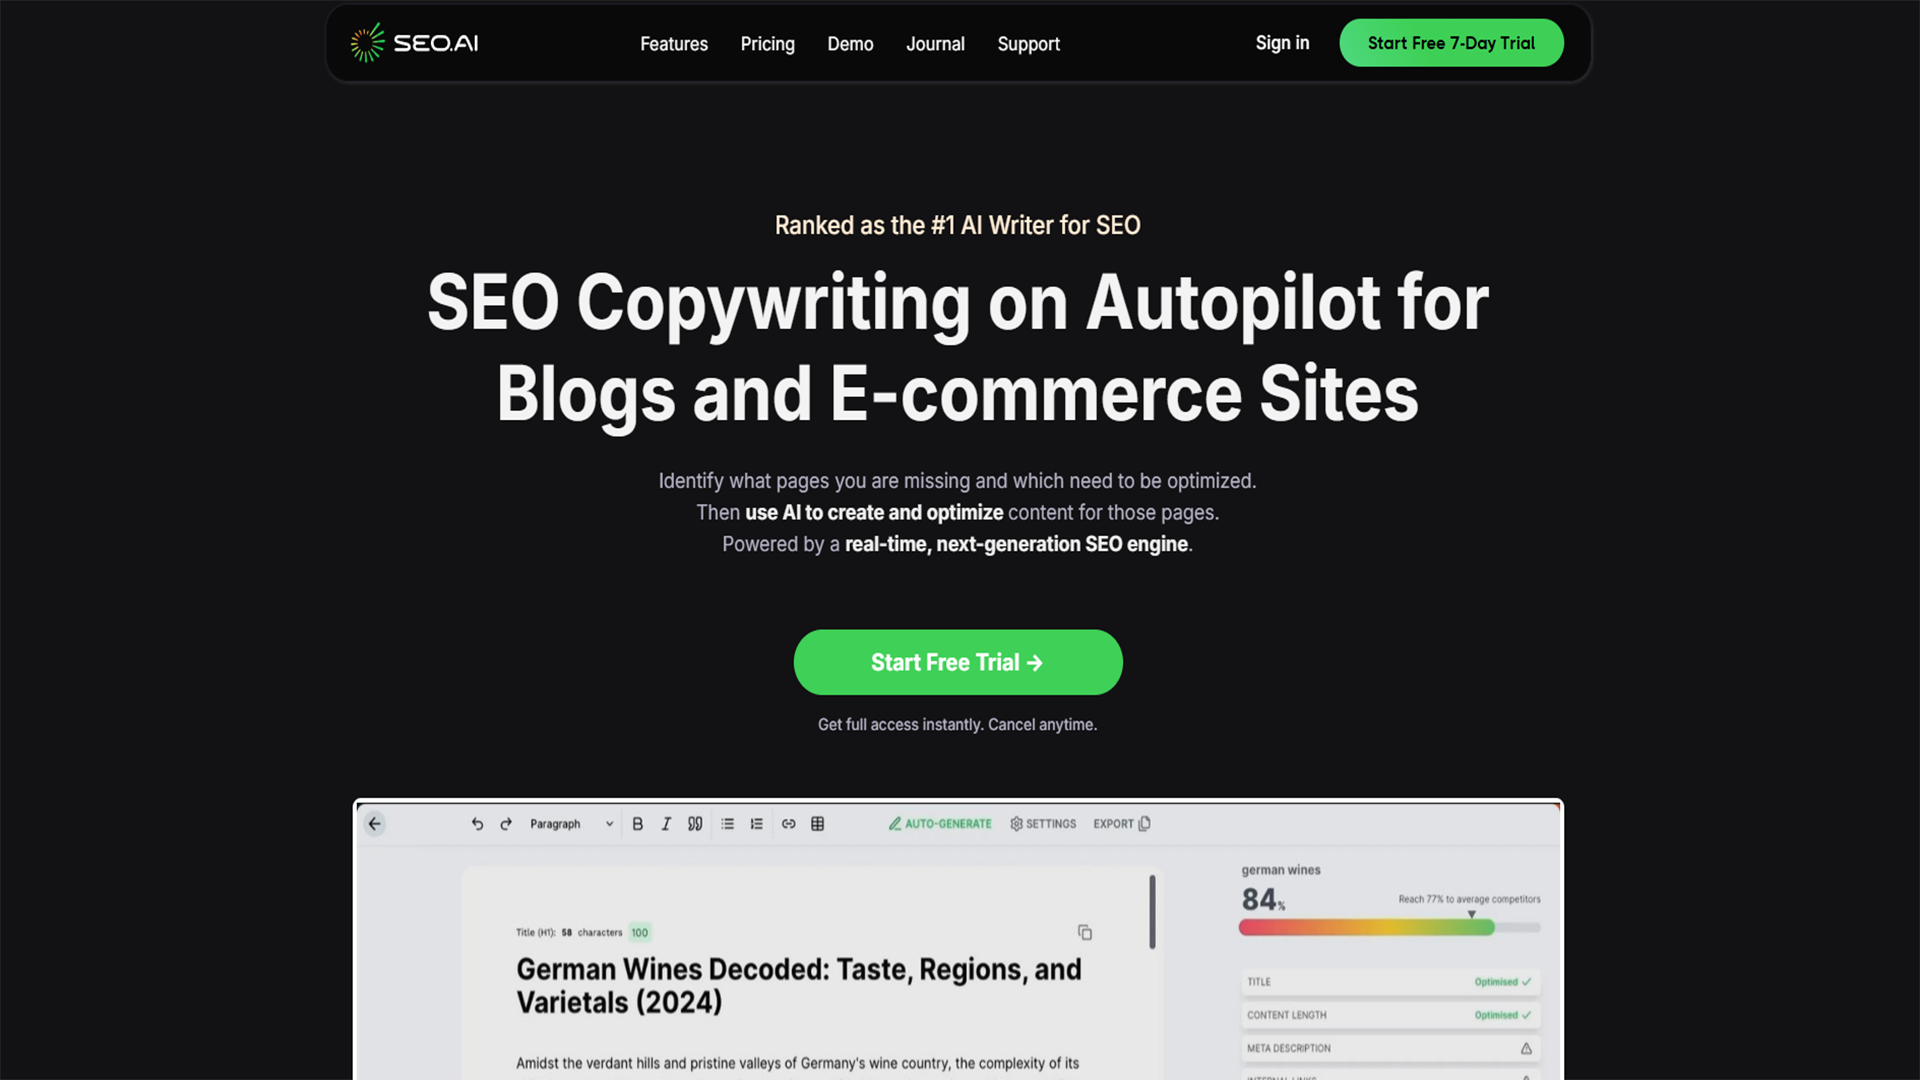 SEO.AI
Features Pricing Demo Journal Support
Sign in
Start Free 7-Day Trial
Ranked as the #1 AI Writer for SEO
SEO Copywriting on Autopilot for
Blogs and E-commerce Sites
Identify what pages you are missing and which need to be optimized.
Then use AI to create and optimize content for those pages.
Powered by a real-time, next-generation SEO engine.
Start Free Trial →
Get full access instantly. Cancel anytime.
Paragraph B I AUTO-GENERATE SETTINGS EXPORT
Title (H1): 58 characters 100
German Wines Decoded: Taste, Regions, and
Varietals (2024)
Amidst the verdant hills and pristine valleys of Germany's wine country, the complexity of its
german wines
84%
Reach 77% to average competitors
TITLE Optimised ✓
CONTENT LENGTH Optimised ✓
META DESCRIPTION